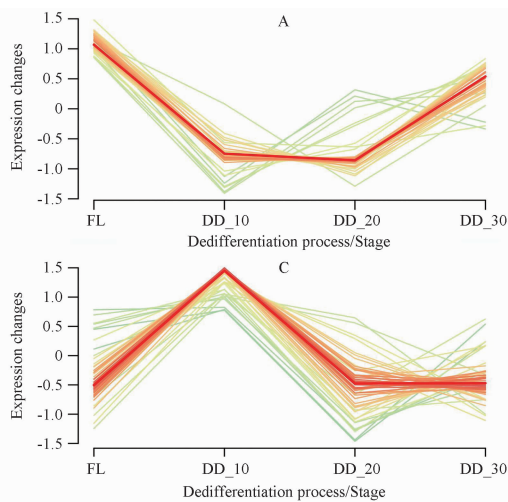 A
Expression changes
1.5
1.0
0.5
0
-0.5
-1.0
-1.5
FL DD_10 DD_20 DD_30
Dedifferentiation process/Stage
C
Expression changes
1.5
1.0
0.5
0
-0.5
-1.0
-1.5
FL DD_10 DD_20 DD_30
Dedifferentiation process/Stage